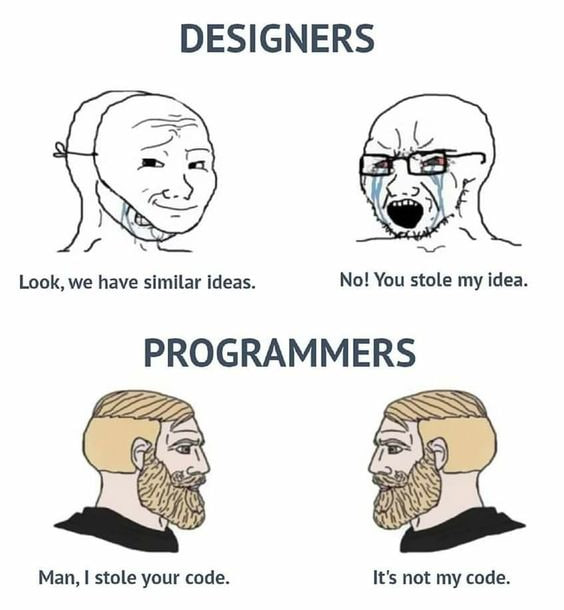 DESIGNERS
Look, we have similar ideas.
No! You stole my idea.
PROGRAMMERS
Man, I stole your code.
It's not my code.